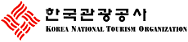 한국관광공사
KOREA NATIONAL TOURISM ORGANIZATION